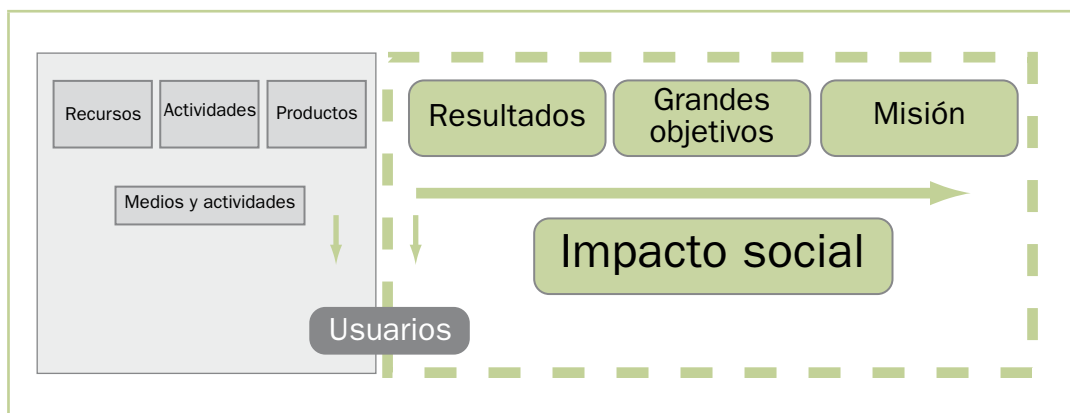 Recursos
Actividades
Productos
Resultados
Grandes
objetivos
Misión
Medios y actividades
Impacto social
Usuarios